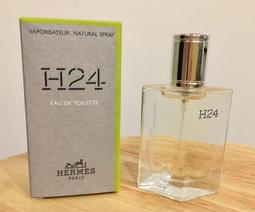 VAPORISATEUR. NATURAL SPRAY
H24
EAU DE TOILETTE
HERMÈS
PARIS
H24